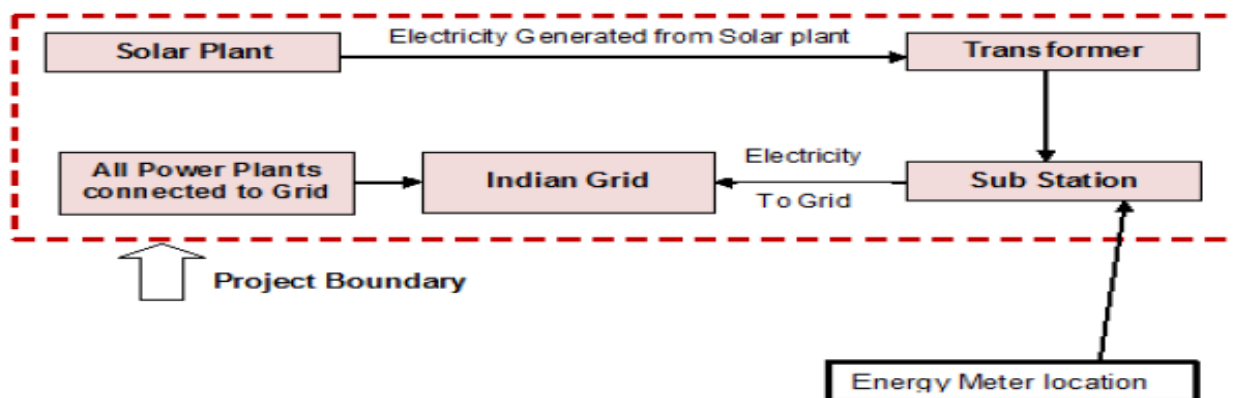 Solar Plant
Electricity Generated from Solar plant
Transformer
All Power Plants
connected to Grid
Indian Grid
Electricity
To Grid
Sub Station
Project Boundary
Energy Meter location